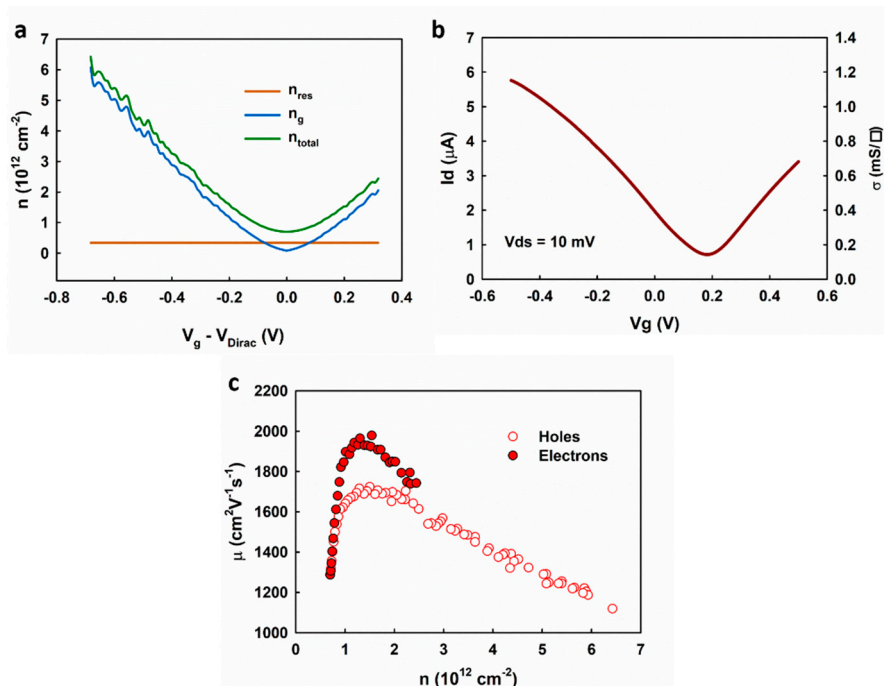 a
7
6
5
4
3
2
1
0
n (10¹² cm⁻²)
n_res
n_g
n_total
-0.8 -0.6 -0.4 -0.2 0.0 0.2 0.4
V_g - V_Dirac (V)
b
7
6
5
4
3
2
1
0
Id (μA)
Vds = 10 mV
1.4
1.2
1.0
0.8
0.6
0.4
0.2
0.0
σ (mS/□)
-0.6 -0.4 -0.2 0.0 0.2 0.4 0.6
Vg (V)
c
2200
2000
1800
1600
1400
1200
1000
μ (cm²V⁻¹s⁻¹)
Holes
Electrons
0 1 2 3 4 5 6 7
n (10¹² cm⁻²)